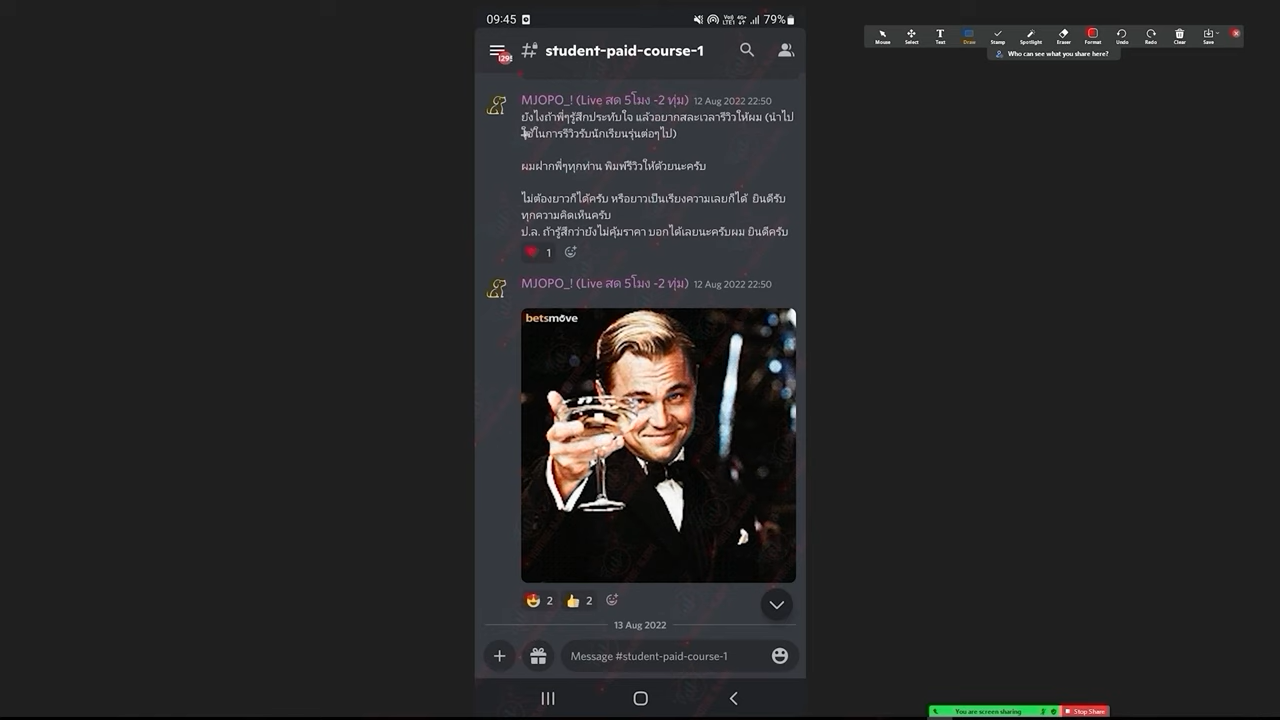 09:45
79%
Mouse Select Text Draw Stamp Spotlight Eraser Format Undo Redo Clear Save
Who can see what you share here?
student-paid-course-1
MJOPO_! (Live สด 5โมง -2 ทุ่ม) 12 Aug 2022 22:50
ยังไงถ้าพี่ๆรู้สึกประทับใจ แล้วอยากสละเวลารีวิวให้ผม (นำไป
ใช้ในการรีวิวรับนักเรียนรุ่นต่อๆไป)
ผมฝากพี่ๆทุกท่าน พิมพ์รีวิวให้ด้วยนะครับ
ไม่ต้องยาวก็ได้ครับ หรือยาวเป็นเรียงความเลยก็ได้ ยินดีรับ
ทุกความคิดเห็นครับ
ป.ล. ถ้ารู้สึกว่ายังไม่คุ้มราคา บอกได้เลยนะครับผม ยินดีครับ
1
MJOPO_! (Live สด 5โมง -2 ทุ่ม) 12 Aug 2022 22:50
betsmove
2 2
13 Aug 2022
Message #student-paid-course-1
You are screen sharing Stop Share